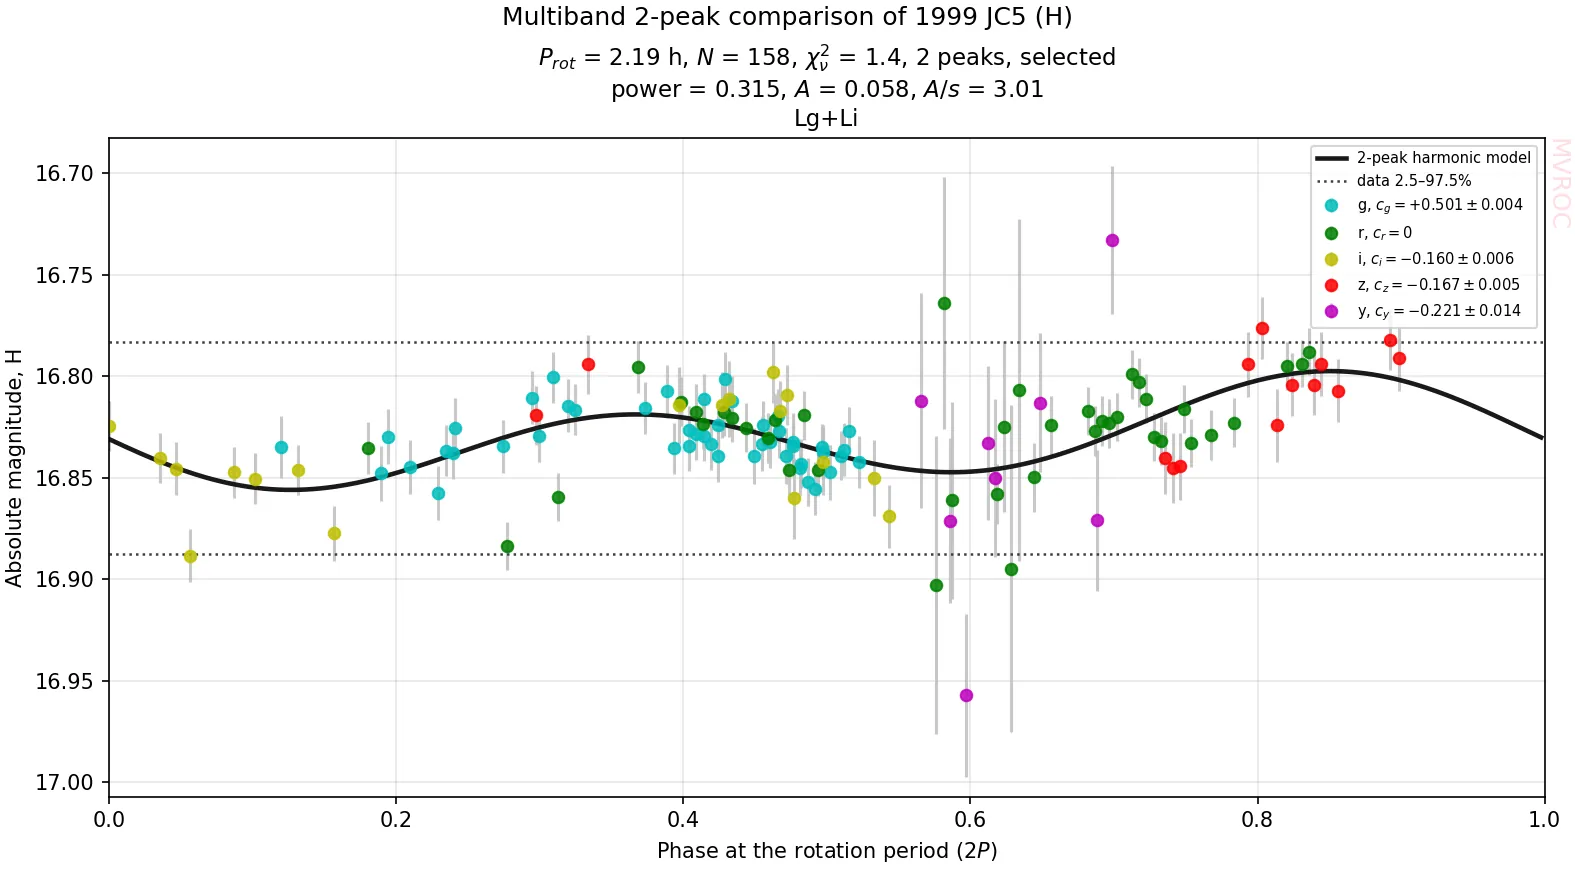 Multiband 2-peak comparison of 1999 JC5 (H)
P_rot = 2.19 h, N = 158, χ²_ν = 1.4, 2 peaks, selected
power = 0.315, A = 0.058, A/s = 3.01
Lg+Li
2-peak harmonic model
data 2.5–97.5%
g, c_g = +0.501 ± 0.004
r, c_r = 0
i, c_i = −0.160 ± 0.006
z, c_z = −0.167 ± 0.005
y, c_y = −0.221 ± 0.014
MVROC
Absolute magnitude, H
16.70
16.75
16.80
16.85
16.90
16.95
17.00
0.0 0.2 0.4 0.6 0.8 1.0
Phase at the rotation period (2P)